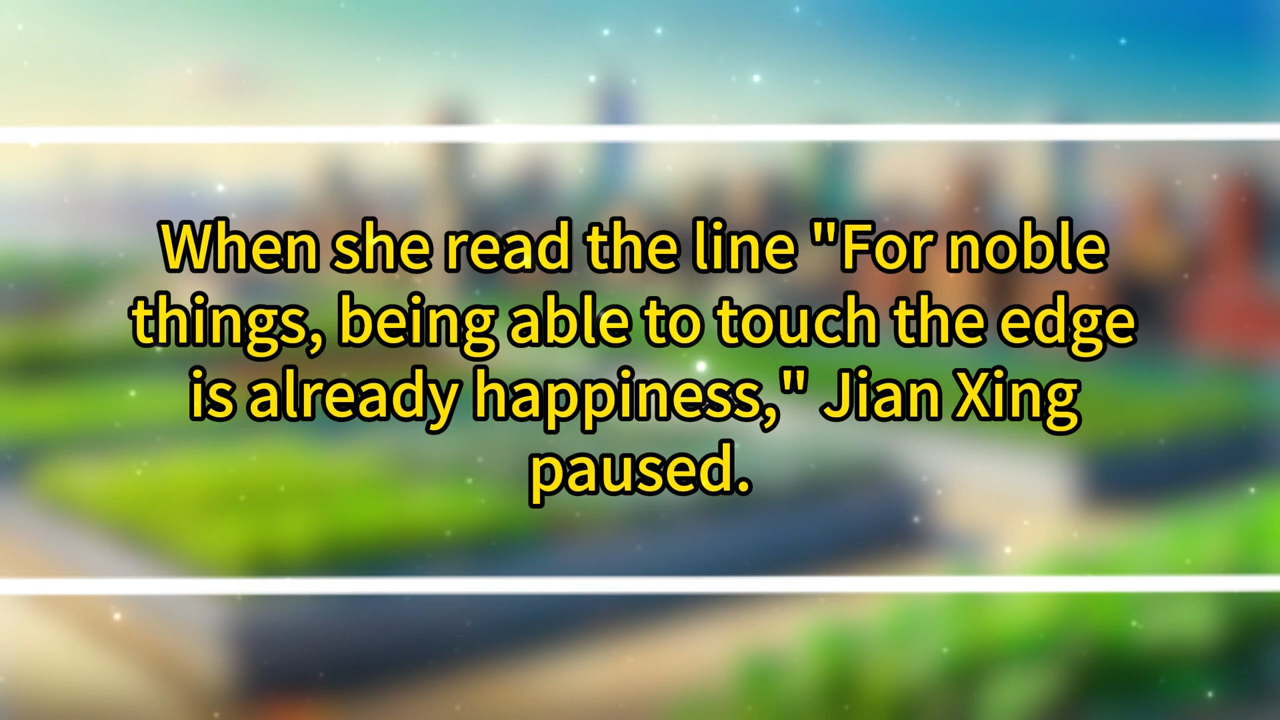 When she read the line "For noble
things, being able to touch the edge
is already happiness," Jian Xing
paused.